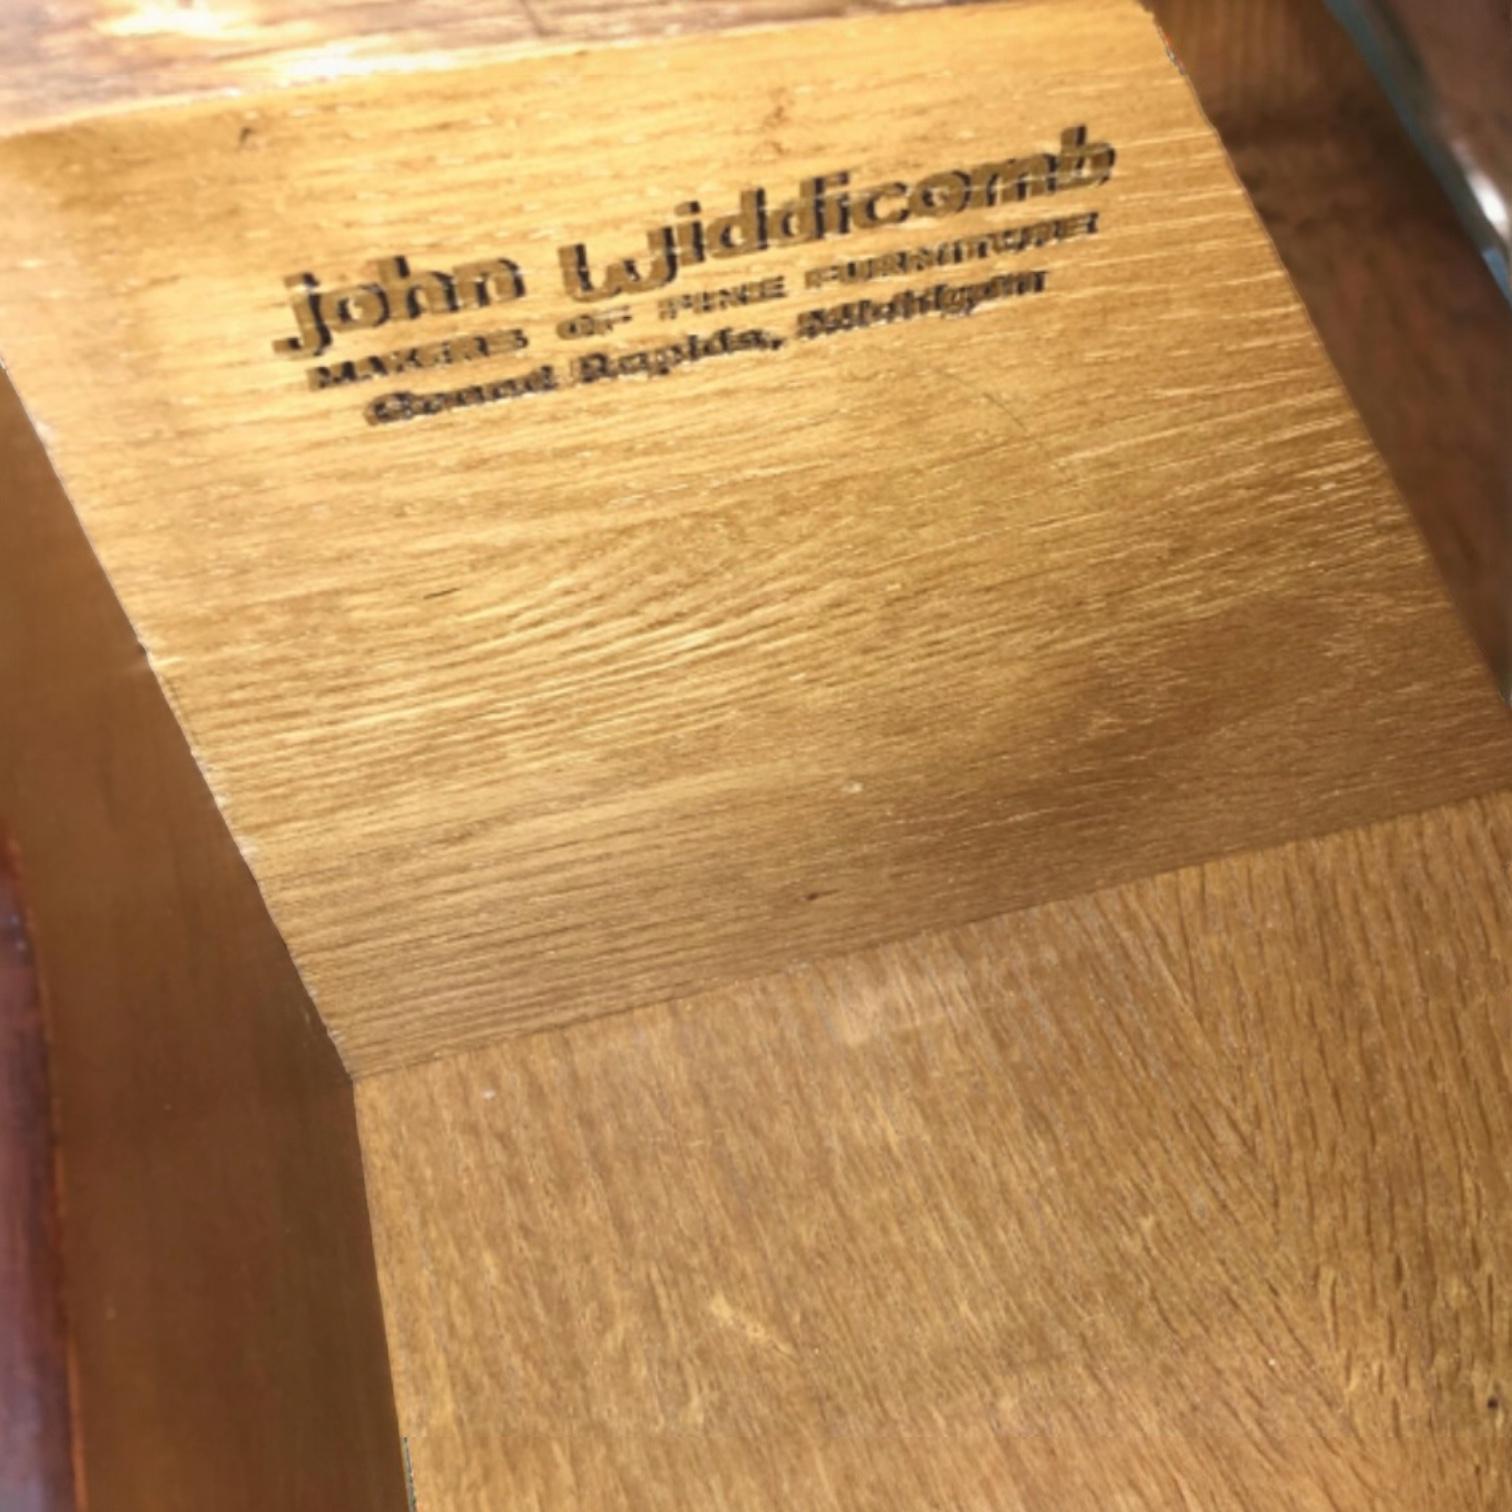 john Widdicomb
MAKERS OF FINE FURNITURE
Grand Rapids, Michigan